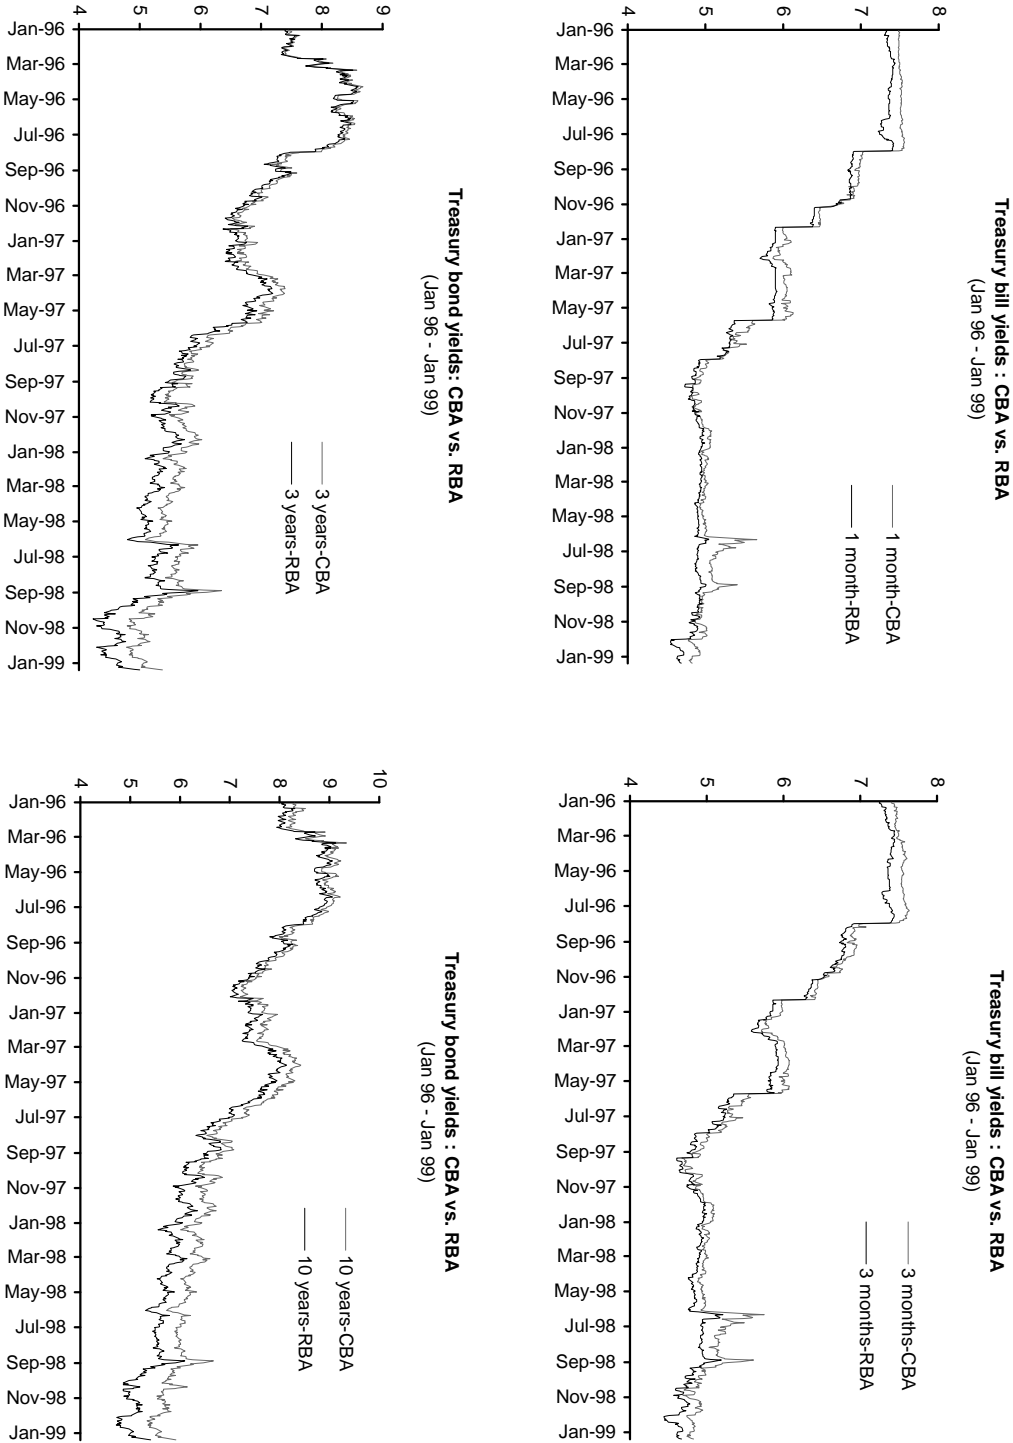 Treasury bill yields : CBA vs. RBA
(Jan 96 - Jan 99)
8
7
6
5
4
1 month-CBA
1 month-RBA
Jan-96
Mar-96
May-96
Jul-96
Sep-96
Nov-96
Jan-97
Mar-97
May-97
Jul-97
Sep-97
Nov-97
Jan-98
Mar-98
May-98
Jul-98
Sep-98
Nov-98
Jan-99
Treasury bill yields : CBA vs. RBA
(Jan 96 - Jan 99)
8
7
6
5
4
3 months-CBA
3 months-RBA
Jan-96
Mar-96
May-96
Jul-96
Sep-96
Nov-96
Jan-97
Mar-97
May-97
Jul-97
Sep-97
Nov-97
Jan-98
Mar-98
May-98
Jul-98
Sep-98
Nov-98
Jan-99
Treasury bond yields: CBA vs. RBA
(Jan 96 - Jan 99)
9
8
7
6
5
4
3 years-CBA
3 years-RBA
Jan-96
Mar-96
May-96
Jul-96
Sep-96
Nov-96
Jan-97
Mar-97
May-97
Jul-97
Sep-97
Nov-97
Jan-98
Mar-98
May-98
Jul-98
Sep-98
Nov-98
Jan-99
Treasury bond yields : CBA vs. RBA
(Jan 96 - Jan 99)
10
9
8
7
6
5
4
10 years-CBA
10 years-RBA
Jan-96
Mar-96
May-96
Jul-96
Sep-96
Nov-96
Jan-97
Mar-97
May-97
Jul-97
Sep-97
Nov-97
Jan-98
Mar-98
May-98
Jul-98
Sep-98
Nov-98
Jan-99